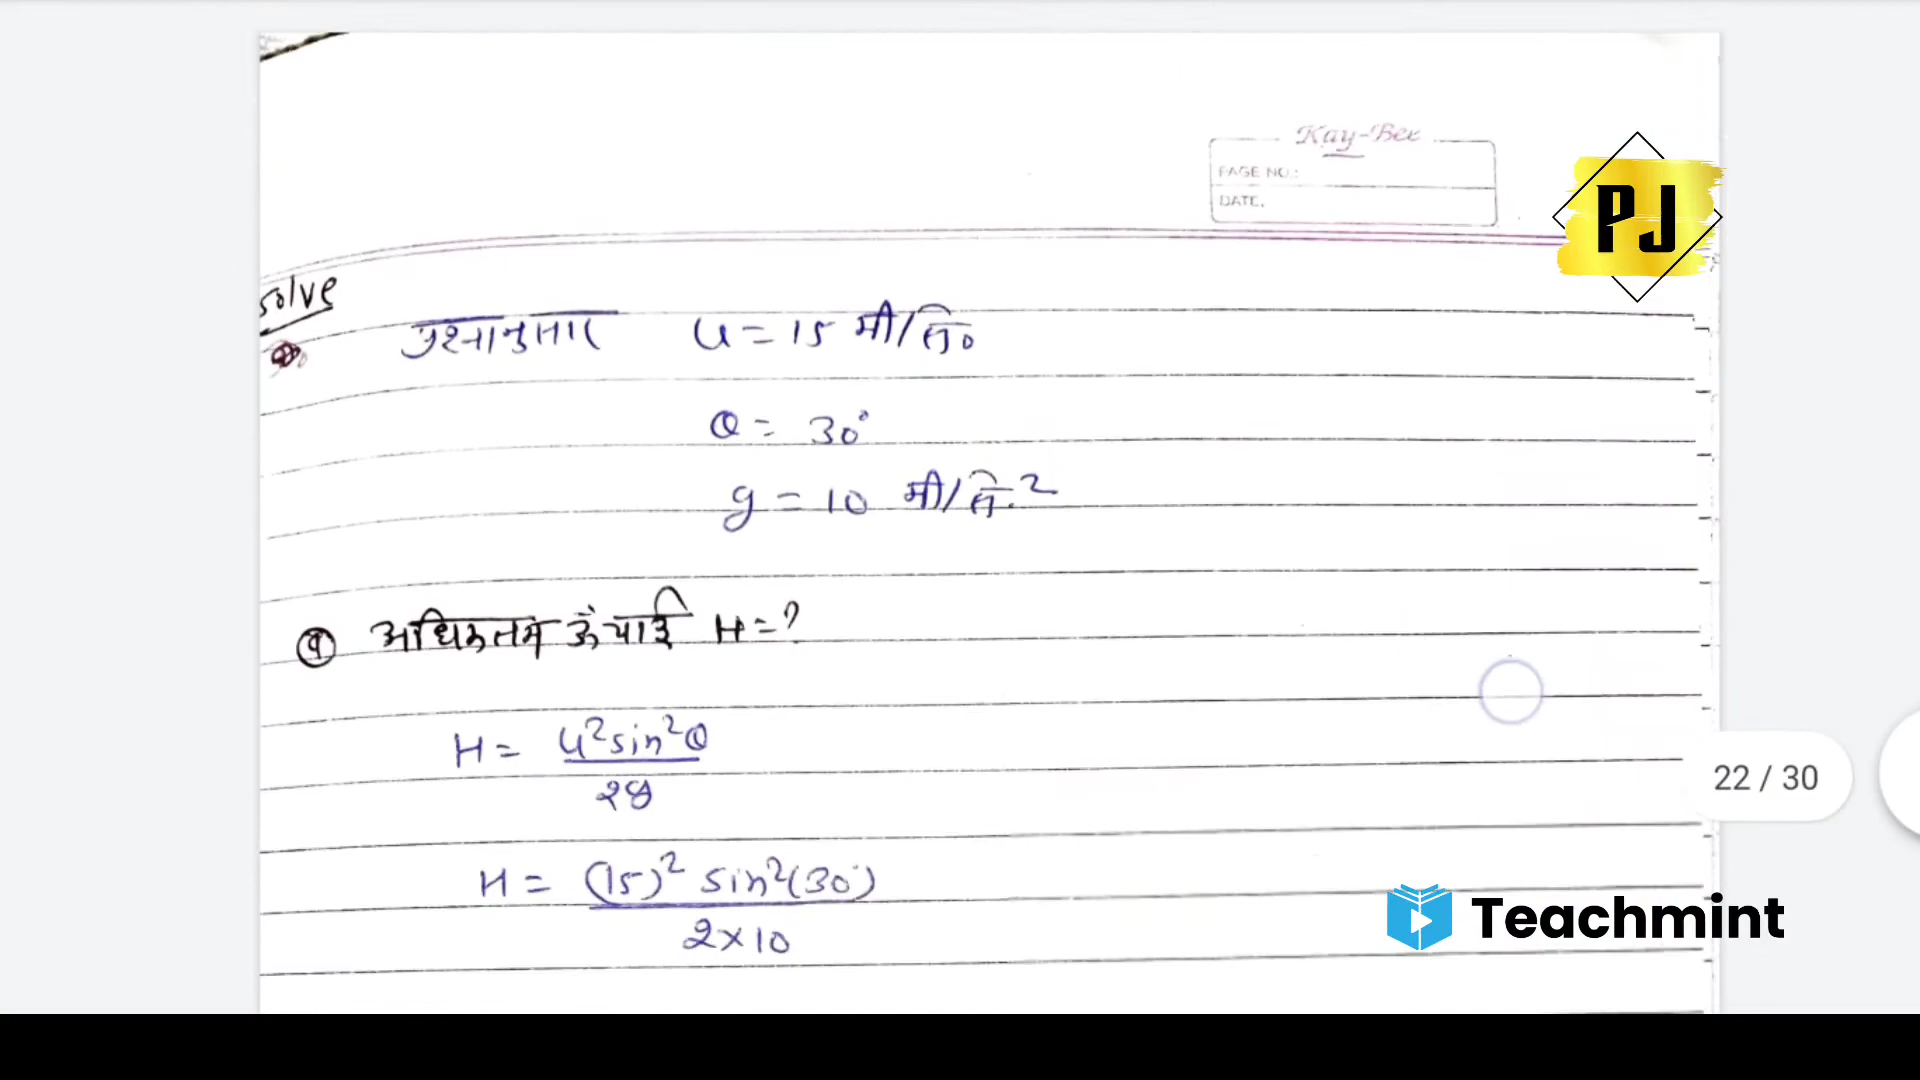 Kay-Bee
PAGE NO.:
DATE.
PJ
Solve
प्रश्नानुसार u = 15 मी/से०
θ = 30°
g = 10 मी/से.2
१ अधिकतम ऊँचाई H = ?
H = u²sin²θ
2g
H = (15)² sin²(30°)
2×10
22 / 30
Teachmint